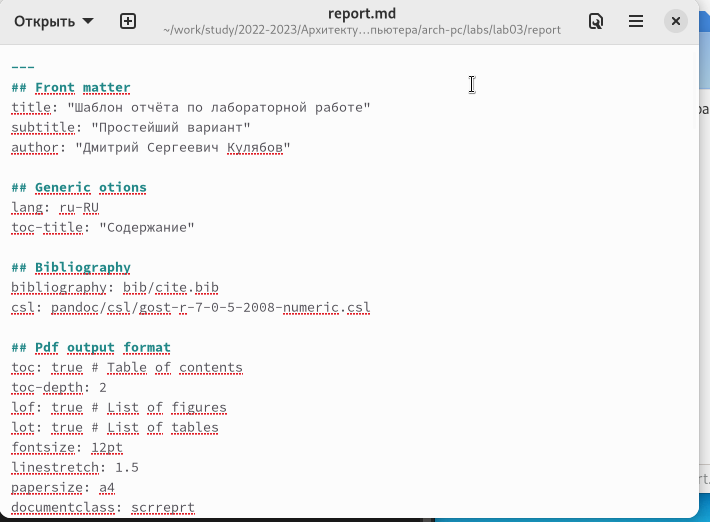 Открыть
report.md
~/work/study/2022-2023/Архитекту…пьютера/arch-pc/labs/lab03/report
---
## Front matter
title: "Шаблон отчёта по лабораторной работе"
subtitle: "Простейший вариант"
author: "Дмитрий Сергеевич Кулябов"
## Generic otions
lang: ru-RU
toc-title: "Содержание"
## Bibliography
bibliography: bib/cite.bib
csl: pandoc/csl/gost-r-7-0-5-2008-numeric.csl
## Pdf output format
toc: true # Table of contents
toc-depth: 2
lof: true # List of figures
lot: true # List of tables
fontsize: 12pt
linestretch: 1.5
papersize: a4
documentclass: scrreprt